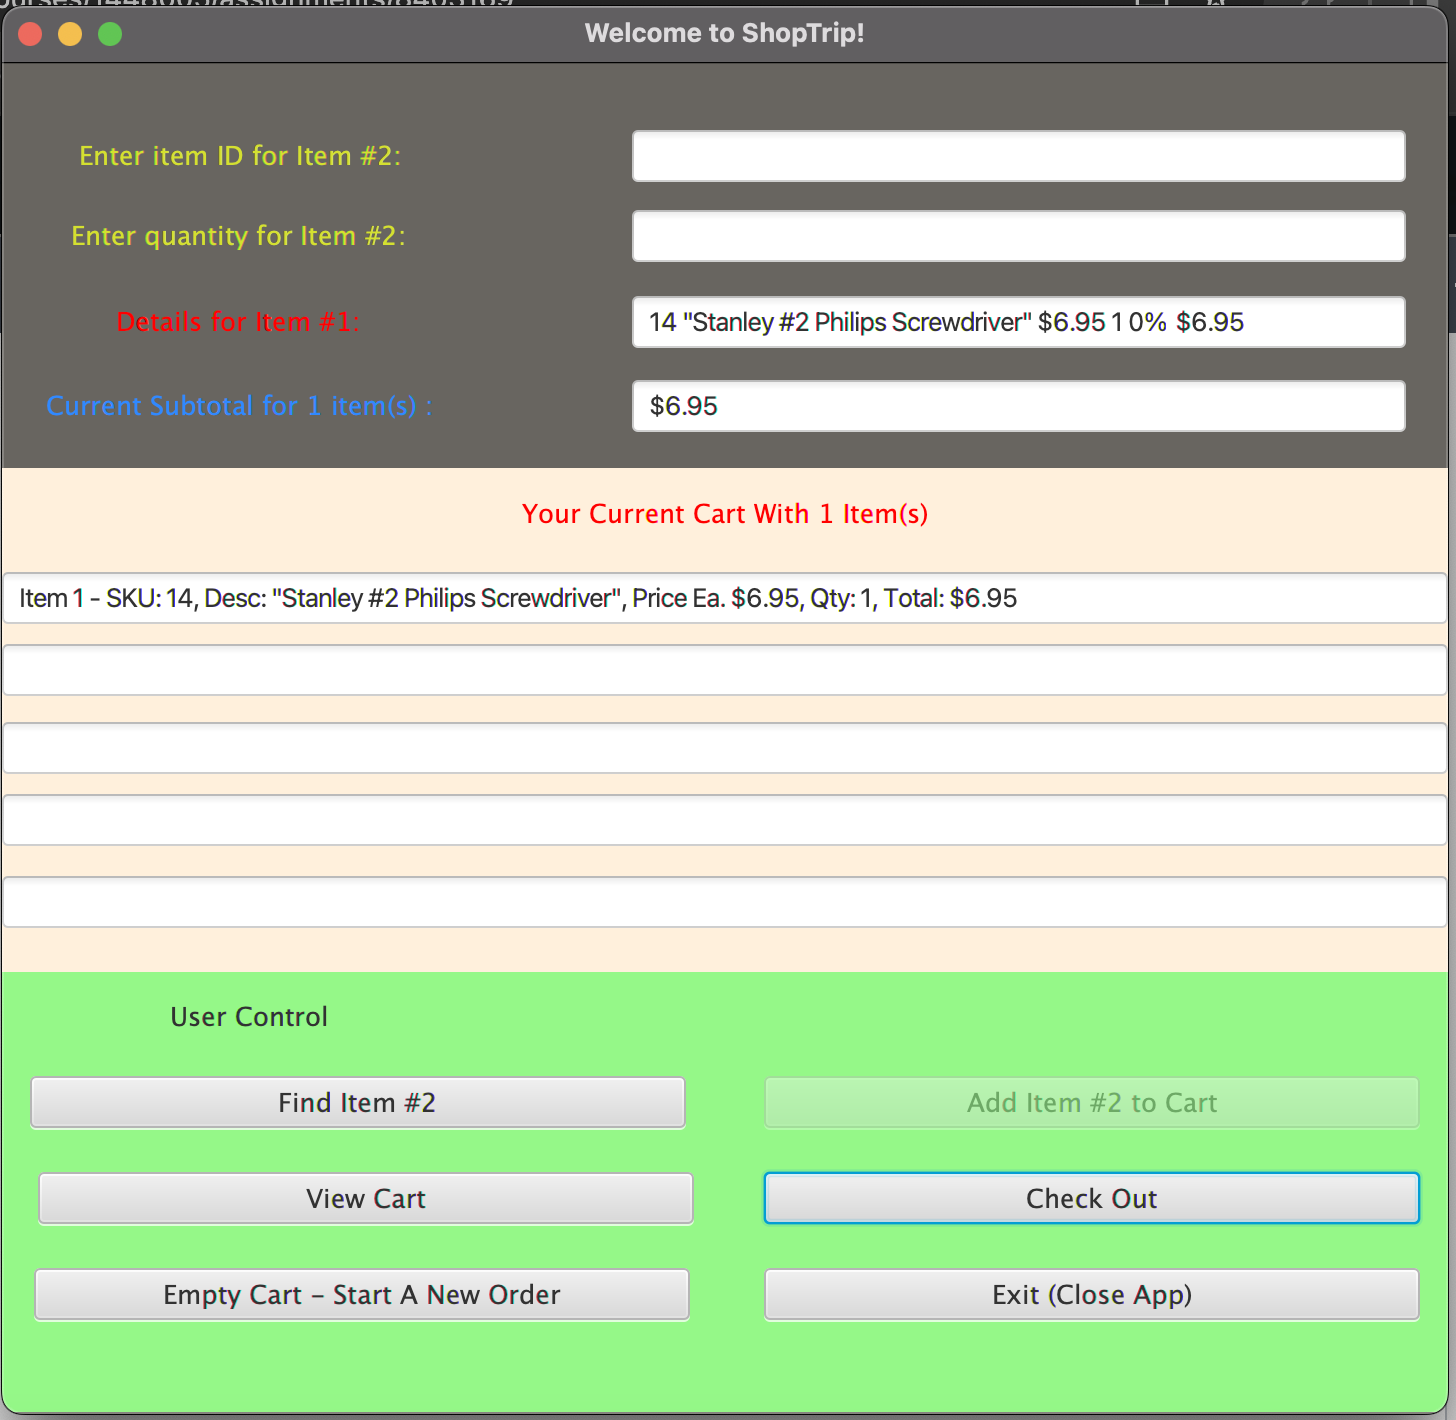 Welcome to ShopTrip!
Enter item ID for Item #2:
Enter quantity for Item #2:
Details for Item #1:
14 "Stanley #2 Philips Screwdriver" $6.95 1 0% $6.95
Current Subtotal for 1 item(s) :
$6.95
Your Current Cart With 1 Item(s)
Item 1 - SKU: 14, Desc: "Stanley #2 Philips Screwdriver", Price Ea. $6.95, Qty: 1, Total: $6.95
User Control
Find Item #2
Add Item #2 to Cart
View Cart
Check Out
Empty Cart – Start A New Order
Exit (Close App)